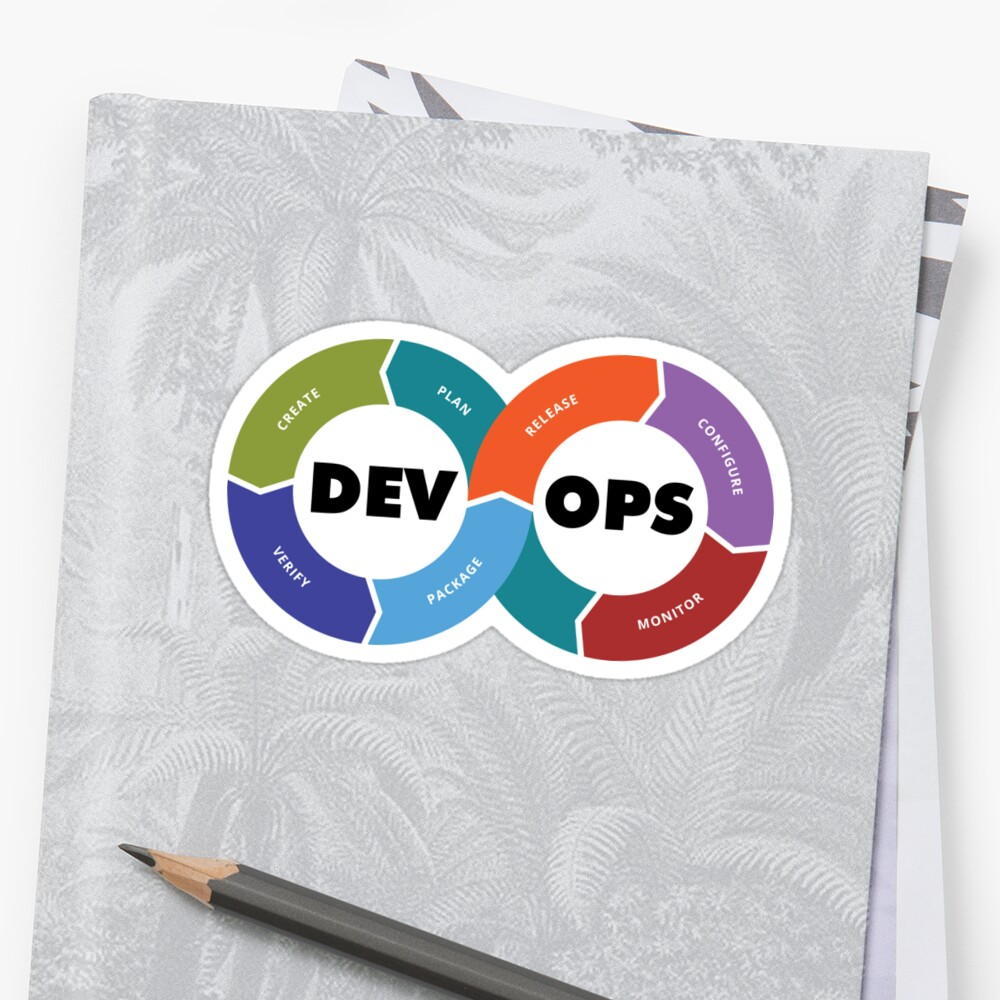 CREATE
PLAN
RELEASE
CONFIGURE
DEV
OPS
VERIFY
PACKAGE
MONITOR